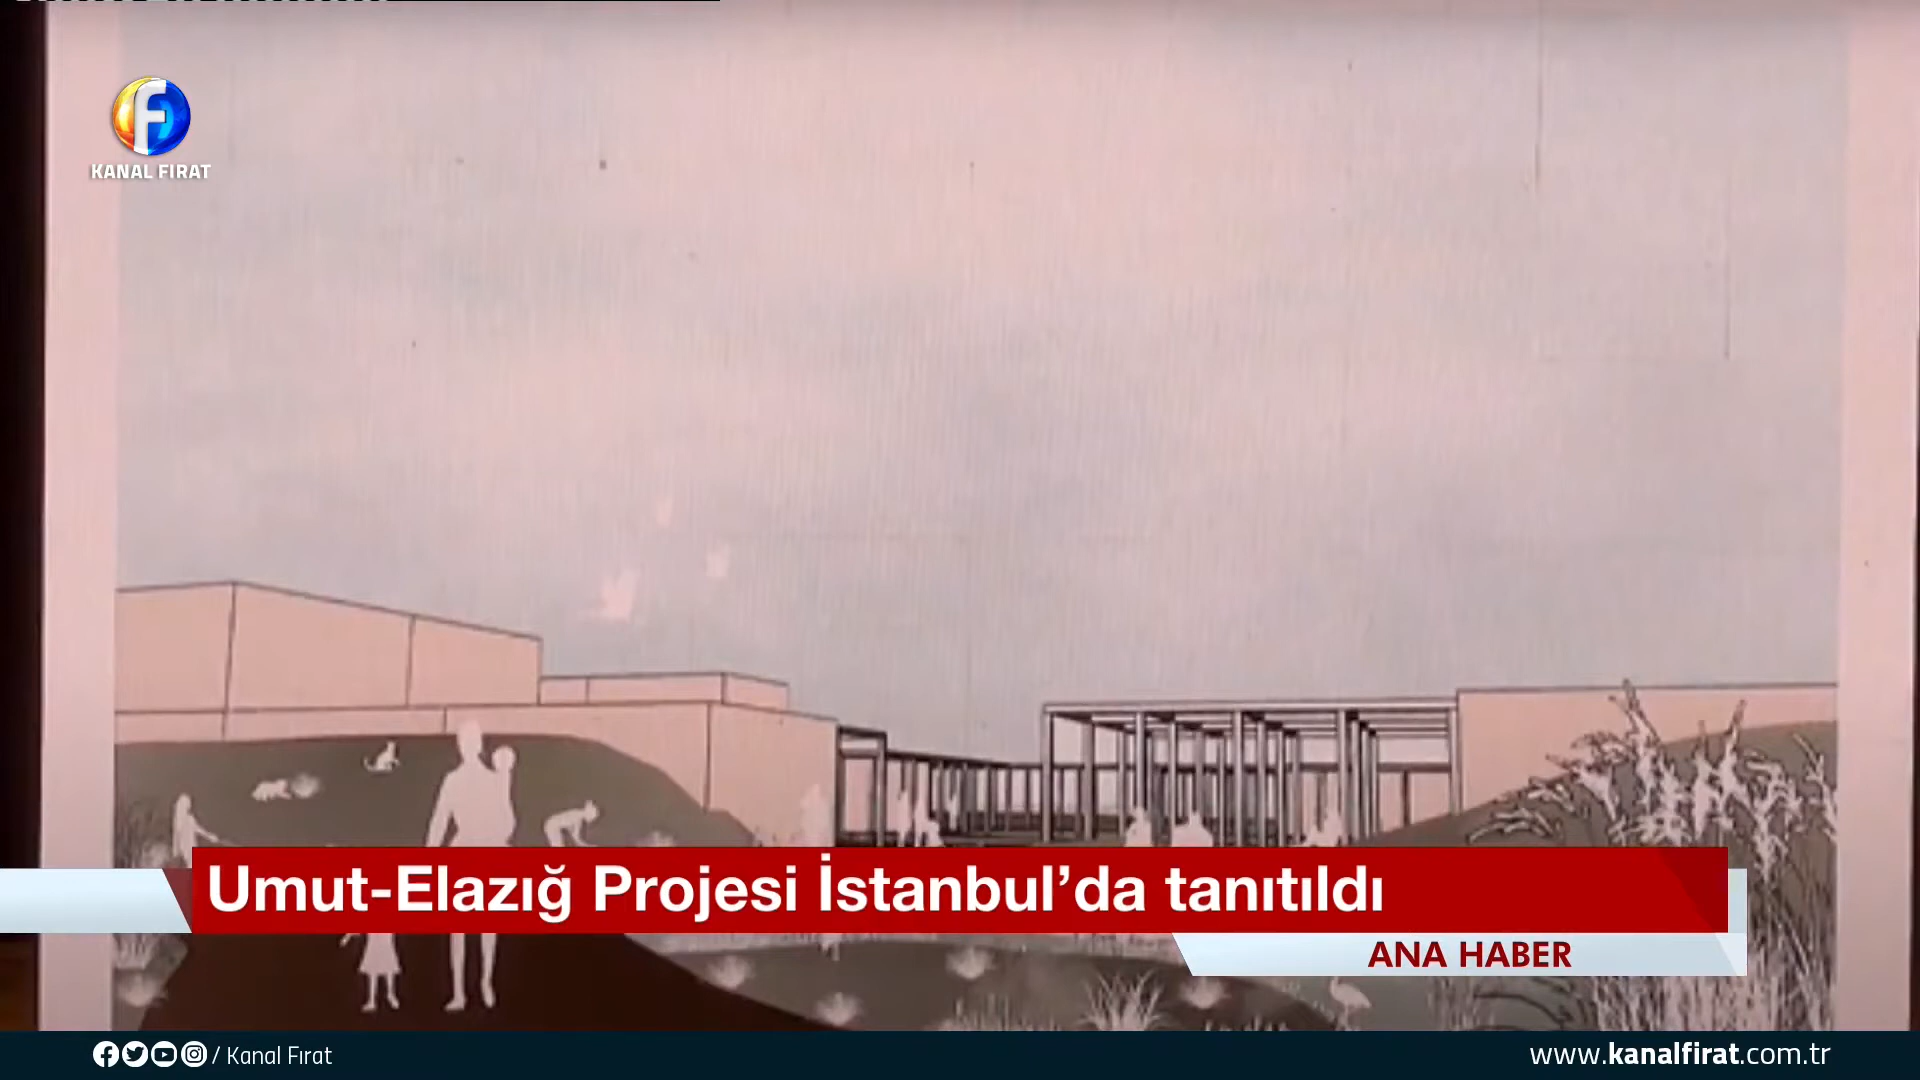 KANAL FIRAT
Umut-Elazığ Projesi İstanbul’da tanıtıldı
ANA HABER
/ Kanal Fırat
www.kanalfirat.com.tr